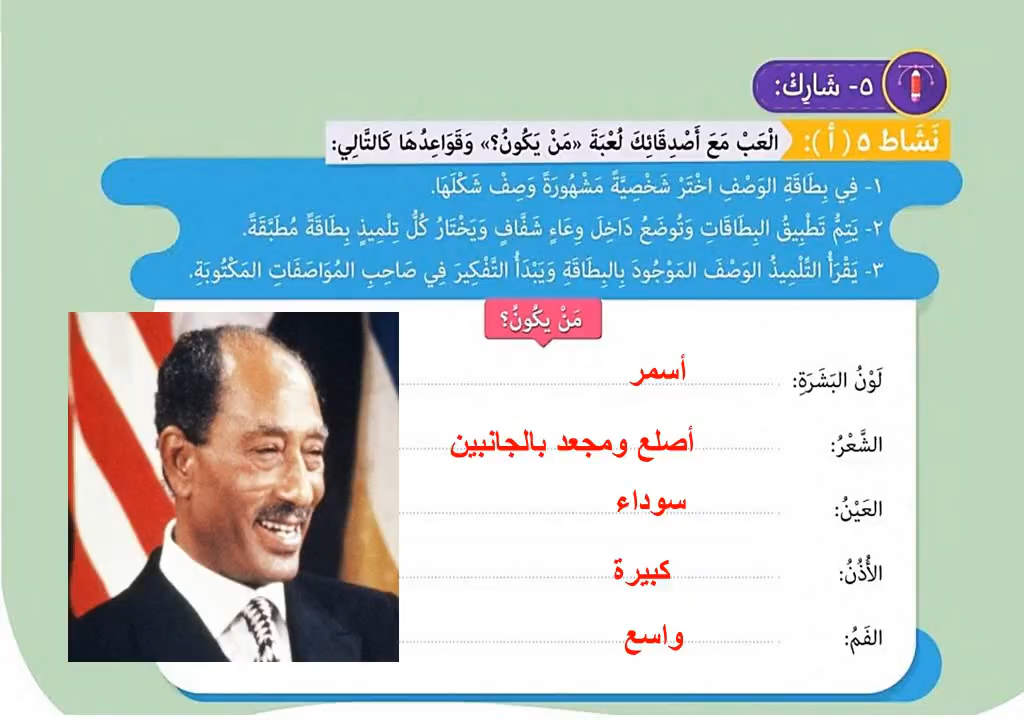 ٥- شَارِكْ:
نَشَاط ٥ ( أ ): الْعَبْ مَعَ أَصْدِقَائِكَ لُعْبَةَ «مَنْ يَكُونُ؟» وَقَوَاعِدُهَا كَالتَّالِي:
١- فِي بِطَاقَةِ الوَصْفِ اخْتَرْ شَخْصِيَّةً مَشْهُورَةً وَصِفْ شَكْلَهَا.
٢- يَتِمُّ تَطْبِيقُ البِطَاقَاتِ وَتُوضَعُ دَاخِلَ وِعَاءٍ شَفَّافٍ وَيَخْتَارُ كُلُّ تِلْمِيذٍ بِطَاقَةً مُطَبَّقَةً.
٣- يَقْرَأُ التِّلْمِيذُ الوَصْفَ المَوْجُودَ بِالبِطَاقَةِ وَيَبْدَأُ التَّفْكِيرَ فِي صَاحِبِ المُوَاصَفَاتِ المَكْتُوبَةِ.
مَنْ يَكُونُ؟
لَوْنُ البَشَرَةِ: أسمر
الشَّعْرُ: أصلع ومجعد بالجانبين
العَيْنُ: سوداء
الأُذُنُ: كبيرة
الفَمُ: واسع